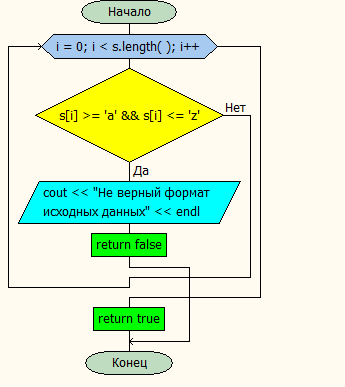 Начало
i = 0; i < s.length( ); i++
s[i] >= 'a' && s[i] <= 'z'
Нет
Да
cout << "Не верный формат
исходных данных" << endl
return false
return true
Конец